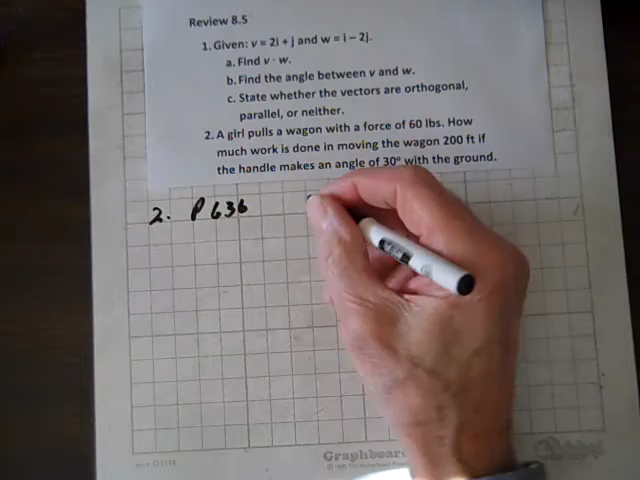 Review 8.5
1. Given: v = 2i + j and w = i – 2j.
a. Find v · w.
b. Find the angle between v and w.
c. State whether the vectors are orthogonal,
parallel, or neither.
2. A girl pulls a wagon with a force of 60 lbs. How
much work is done in moving the wagon 200 ft if
the handle makes an angle of 30° with the ground.
2. P636
Graphboard